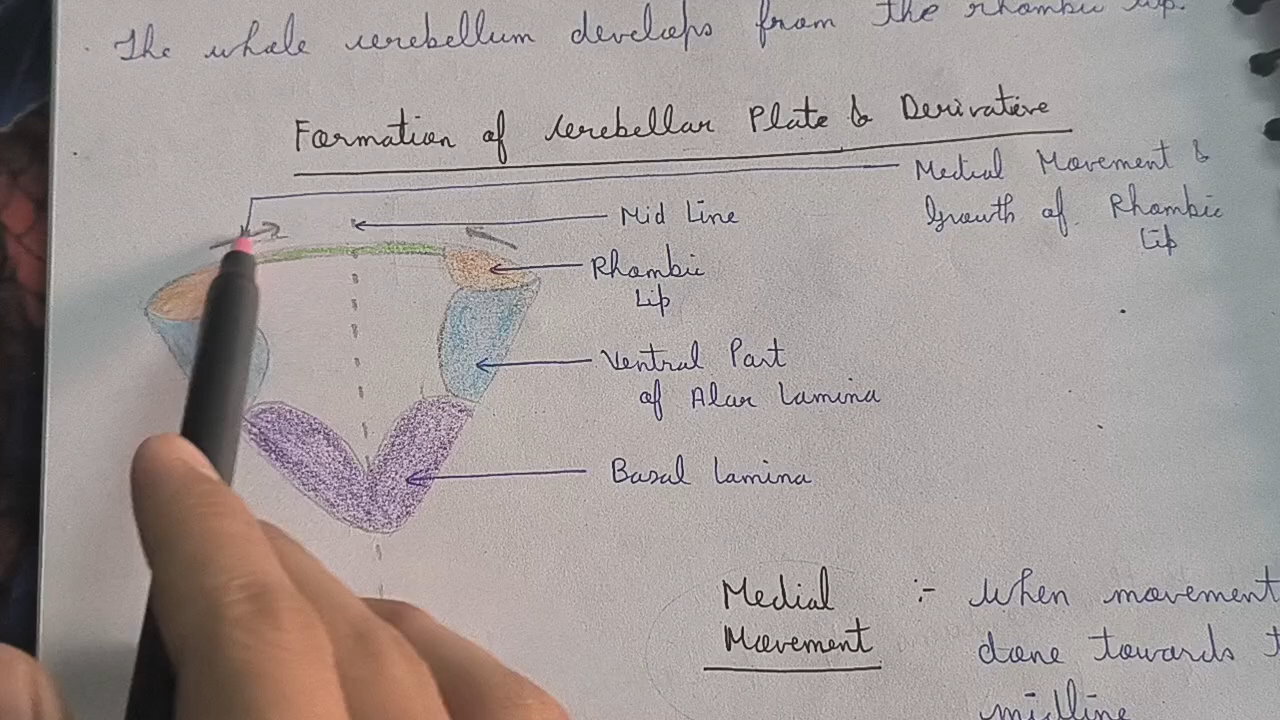 The whole cerebellum develops from the rhombic lip.
Formation of Cerebellar Plate & Derivative
Medial Movement &
Growth of Rhombic
Lip
Mid Line
Rhombic
Lip
Ventral Part
of Alar Lamina
Basal Lamina
Medial :- When movement
Movement done towards
midline